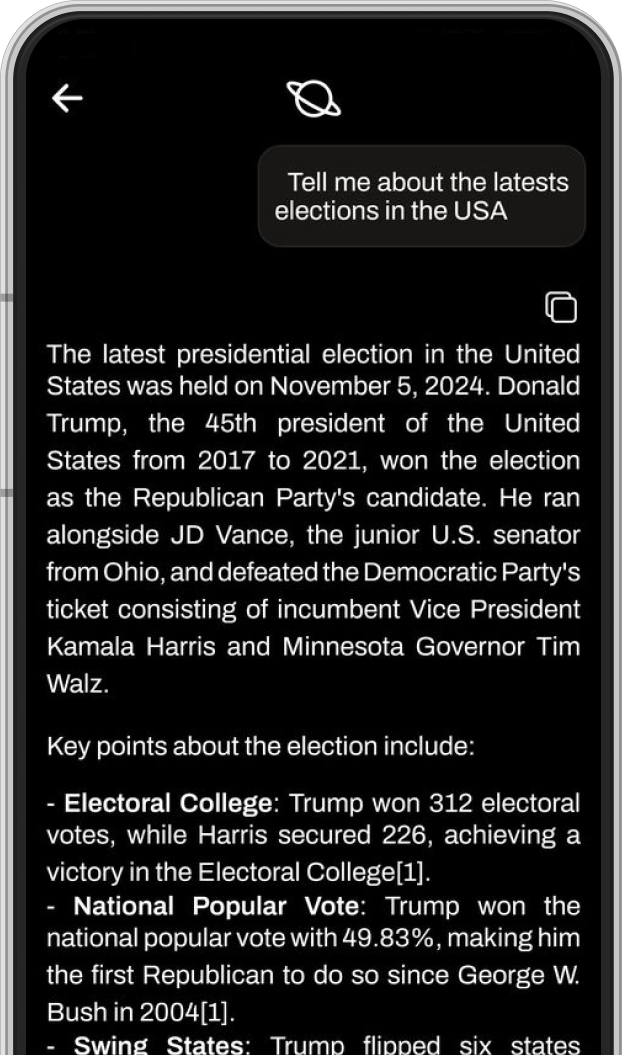 Tell me about the latests
elections in the USA
The latest presidential election in the United
States was held on November 5, 2024. Donald
Trump, the 45th president of the United
States from 2017 to 2021, won the election
as the Republican Party's candidate. He ran
alongside JD Vance, the junior U.S. senator
from Ohio, and defeated the Democratic Party's
ticket consisting of incumbent Vice President
Kamala Harris and Minnesota Governor Tim
Walz.
Key points about the election include:
- Electoral College: Trump won 312 electoral
votes, while Harris secured 226, achieving a
victory in the Electoral College[1].
- National Popular Vote: Trump won the
national popular vote with 49.83%, making him
the first Republican to do so since George W.
Bush in 2004[1].
- Swing States: Trump flipped six states